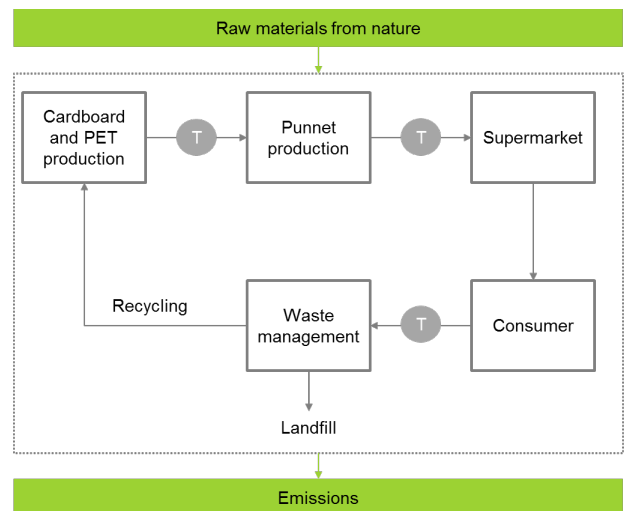 Raw materials from nature
Cardboard
and PET
production
T
Punnet
production
T
Supermarket
Recycling
Waste
management
T
Consumer
Landfill
Emissions